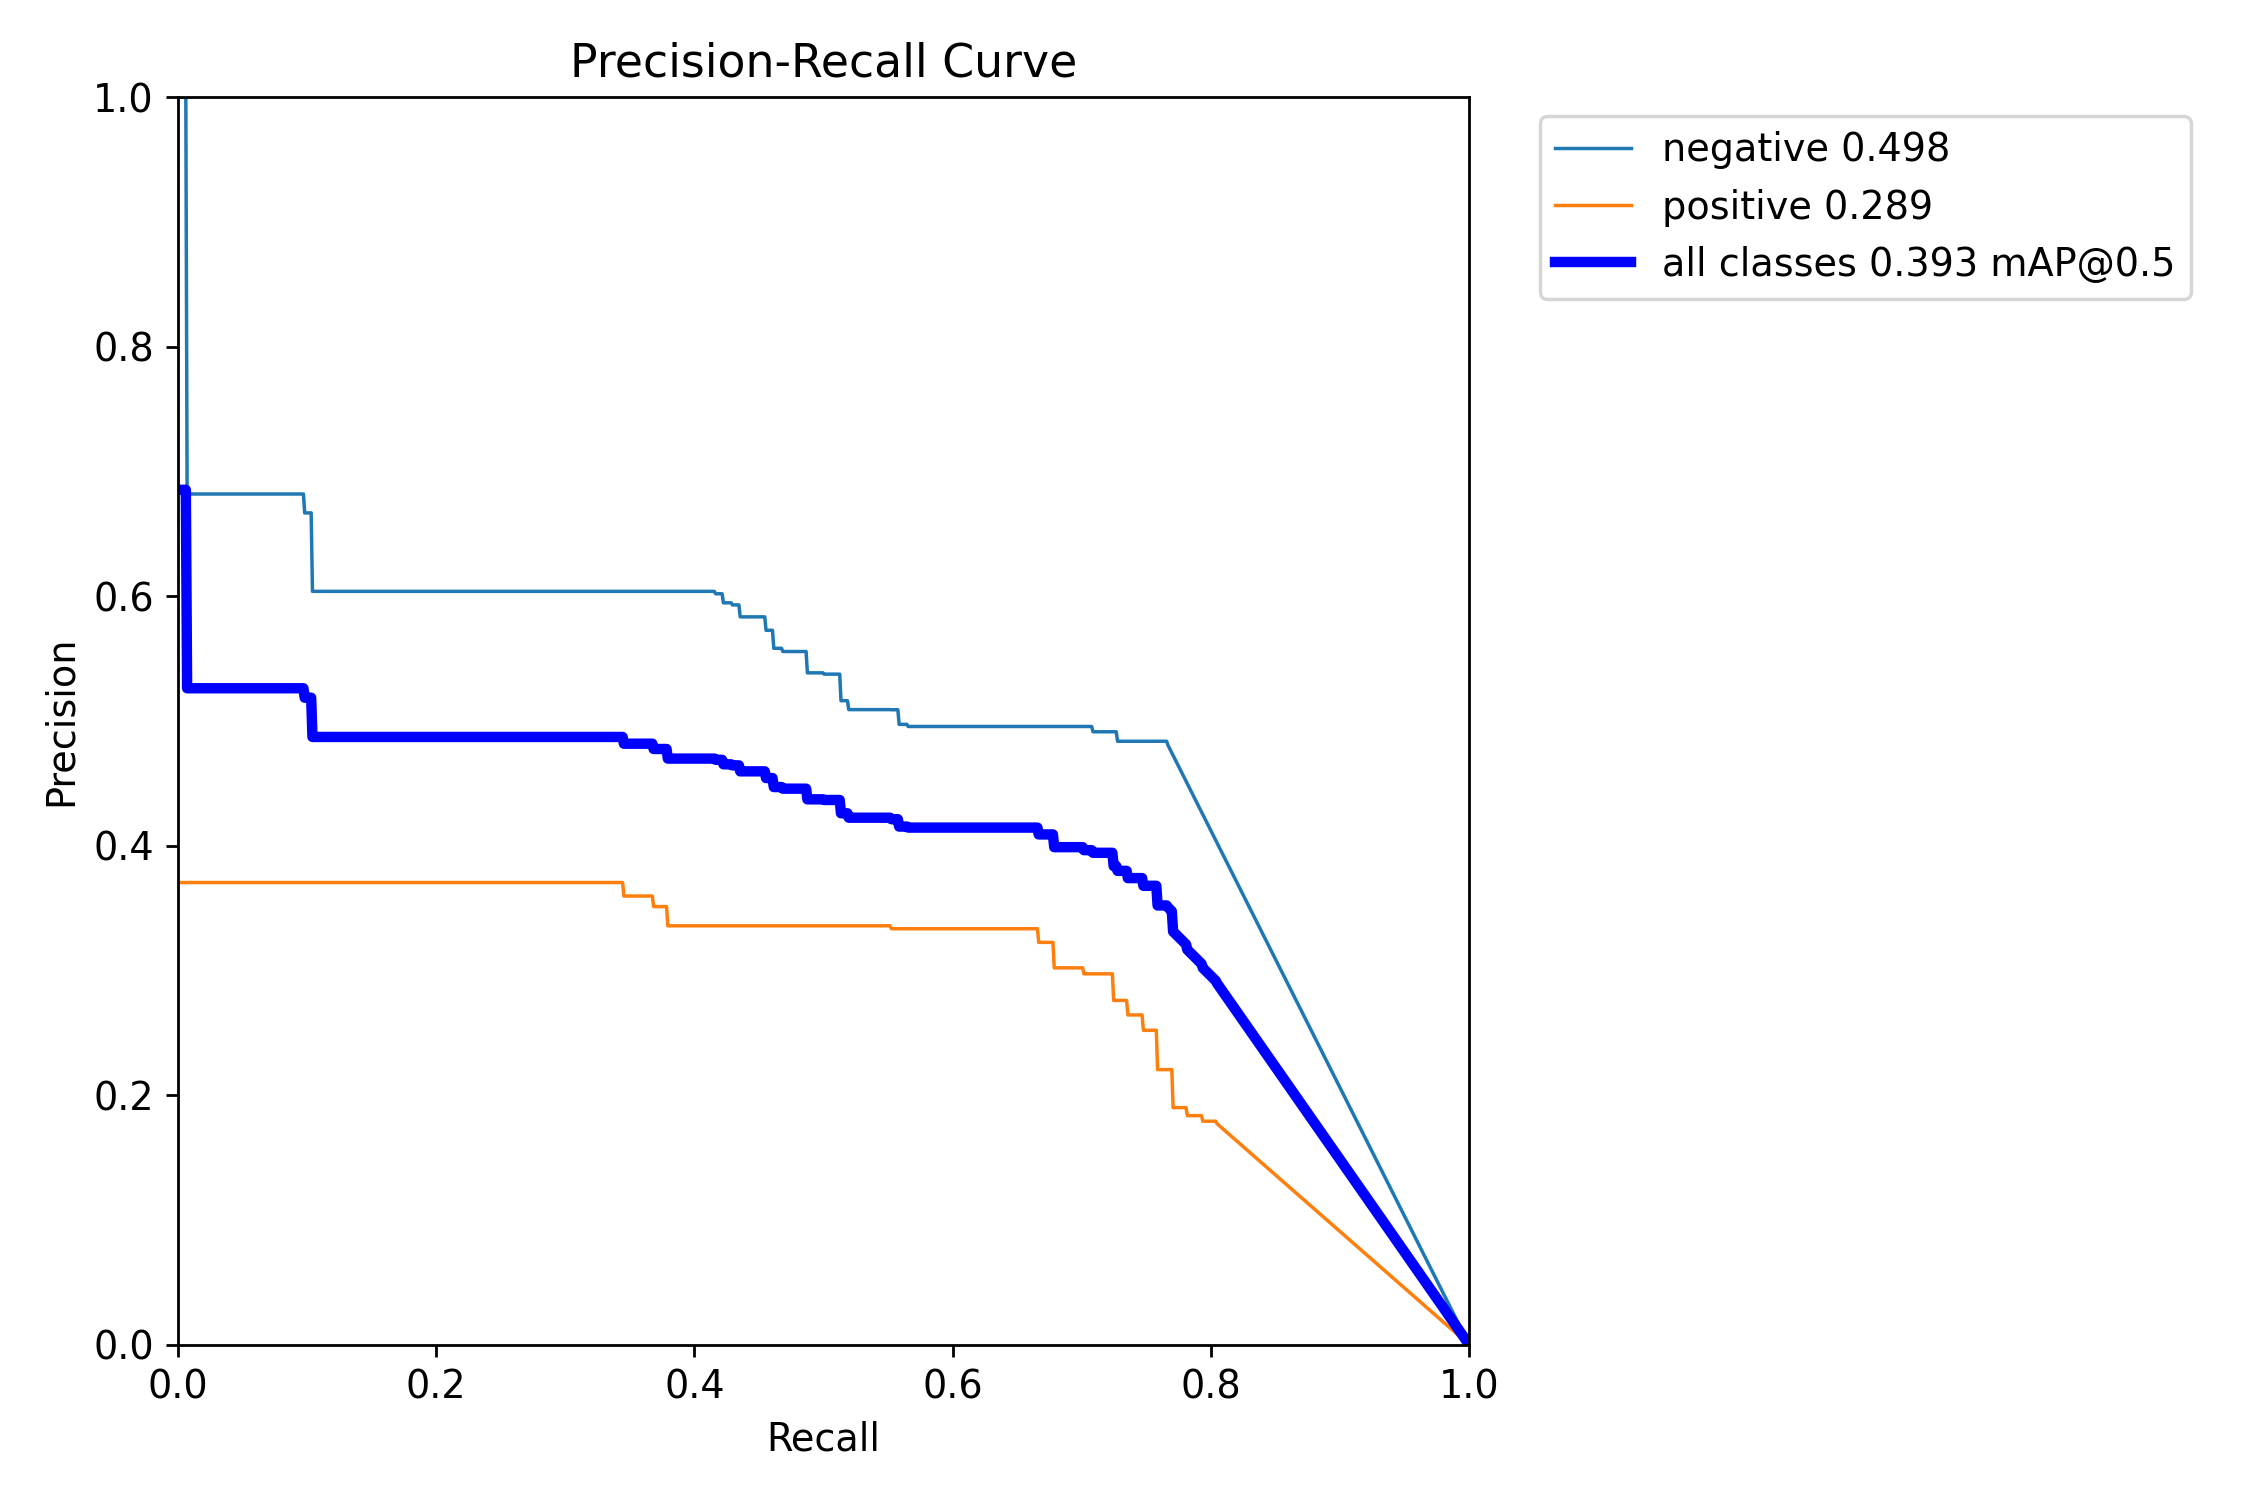 Precision-Recall Curve
1.0
0.8
0.6
0.4
0.2
0.0
Precision
0.0 0.2 0.4 0.6 0.8 1.0
Recall
negative 0.498
positive 0.289
all classes 0.393 mAP@0.5